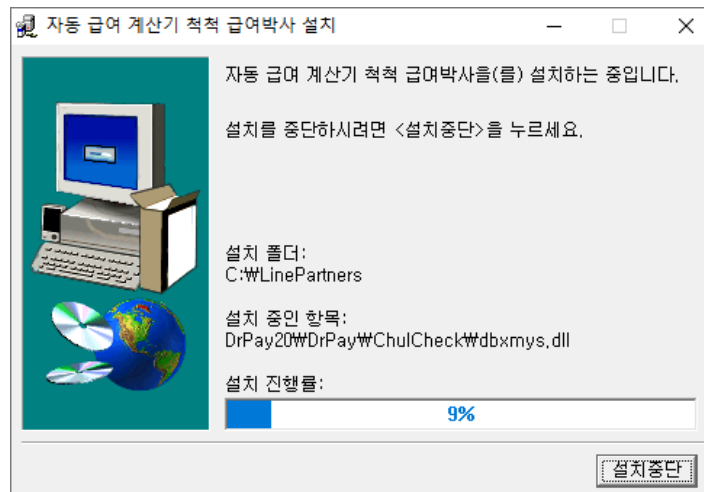 자동 급여 계산기 척척 급여박사 설치
자동 급여 계산기 척척 급여박사을(를) 설치하는 중입니다.
설치를 중단하시려면 <설치중단>을 누르세요.
설치 폴더:
C:₩LinePartners
설치 중인 항목:
DrPay20₩DrPay₩ChulCheck₩dbxmys.dll
설치 진행률:
9%
설치중단